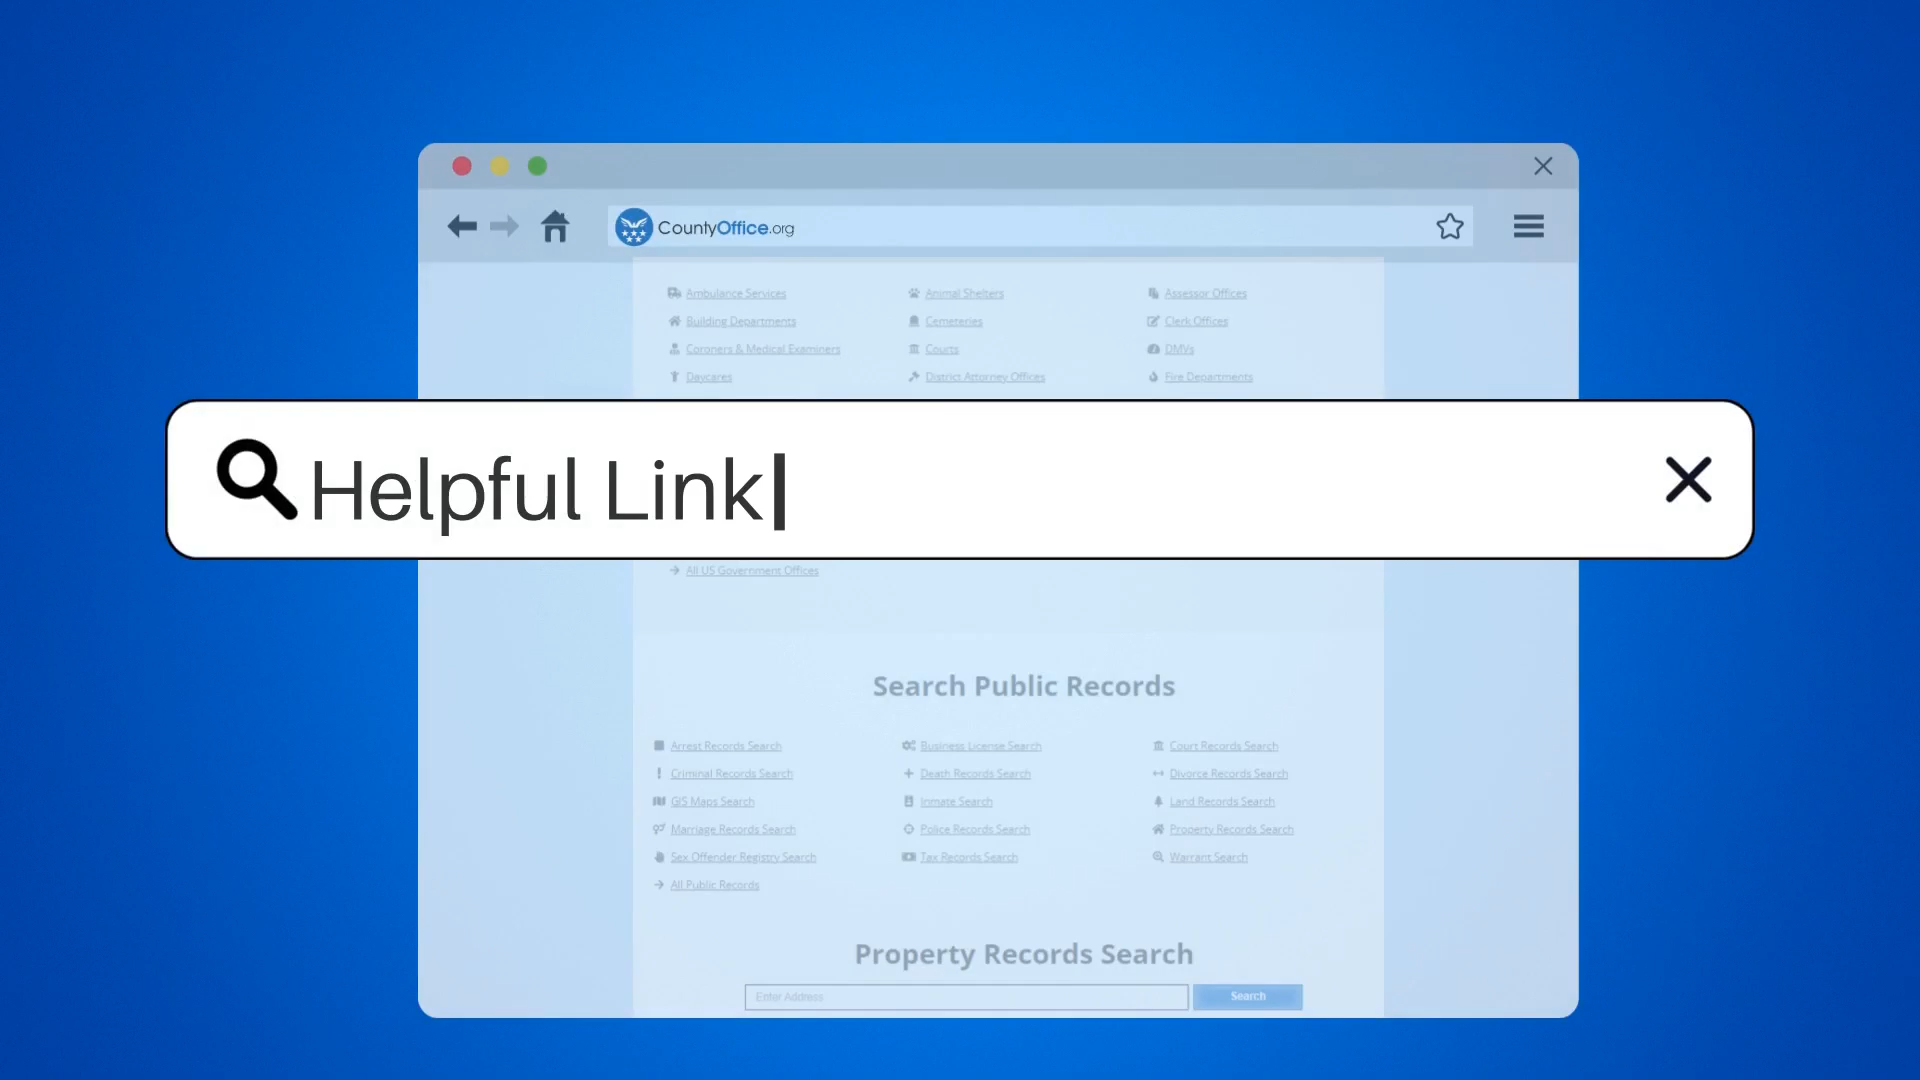 CountyOffice.org
Ambulance Services Animal Shelters Assessor Offices
Building Departments Cemeteries Clerk Offices
Coroners & Medical Examiners Courts DMVs
Daycares District Attorney Offices Fire Departments
Helpful Link
All US Government Offices
Search Public Records
Arrest Records Search Business License Search Court Records Search
Criminal Records Search Death Records Search Divorce Records Search
GIS Maps Search Inmate Search Land Records Search
Marriage Records Search Police Records Search Property Records Search
Sex Offender Registry Search Tax Records Search Warrant Search
All Public Records
Property Records Search
Enter Address Search